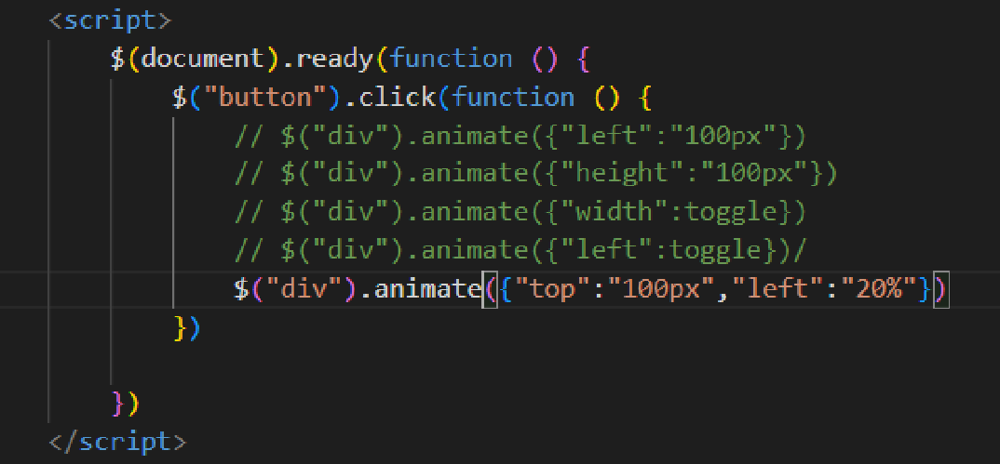 <script>
$(document).ready(function () {
$("button").click(function () {
// $("div").animate({"left":"100px"})
// $("div").animate({"height":"100px"})
// $("div").animate({"width":toggle})
// $("div").animate({"left":toggle})/
$("div").animate({"top":"100px","left":"20%"})
})
})
</script>